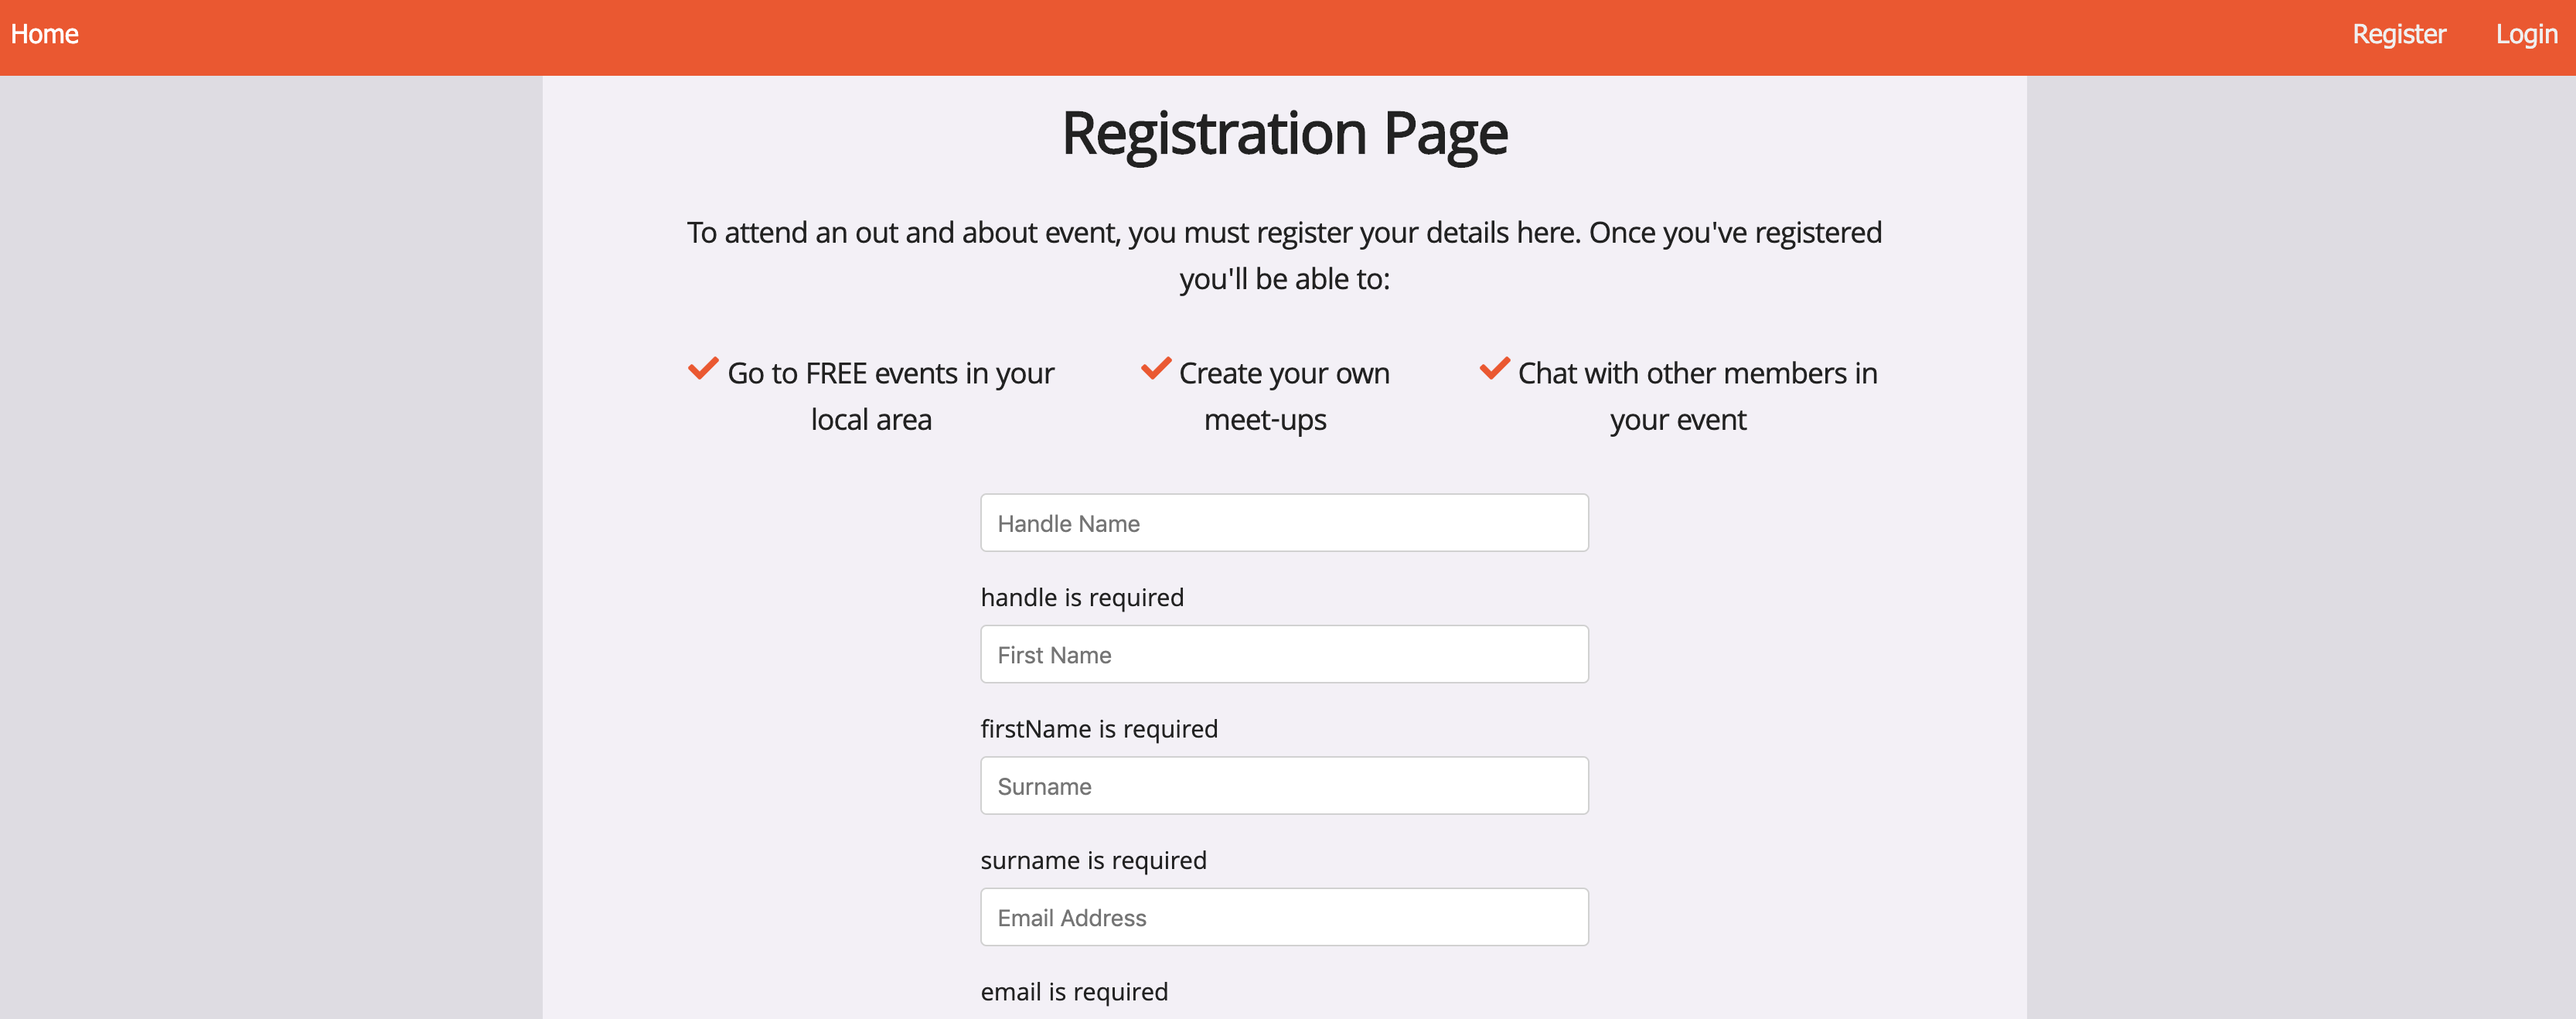 Home Register Login
Registration Page
To attend an out and about event, you must register your details here. Once you've registered
you'll be able to:
Go to FREE events in your
local area
Create your own
meet-ups
Chat with other members in
your event
Handle Name
handle is required
First Name
firstName is required
Surname
surname is required
Email Address
email is required